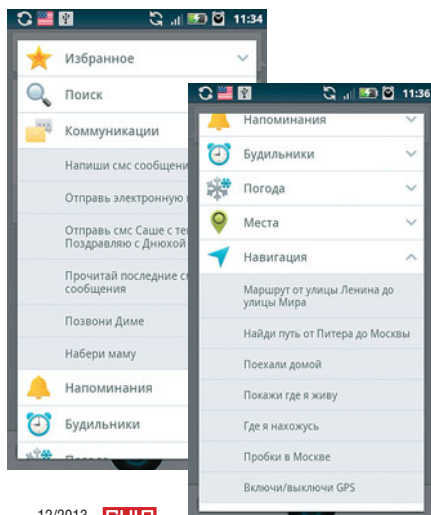 11:34
Избранное
Поиск
Коммуникации
Напиши смс
Отправь электронную
Отправь смс Саше с
Поздравляю с Днюхой
Прочитай последние
сообщения
Позвони Диме
Набери маму
Напоминания
Будильники
11:36
Напоминания
Будильники
Погода
Места
Навигация
Маршрут от улицы Ленина до
улицы Мира
Найди путь от Питера до Москвы
Поехали домой
Покажи где я живу
Где я нахожусь
Пробки в Москве
Включи/выключи GPS
12/2013